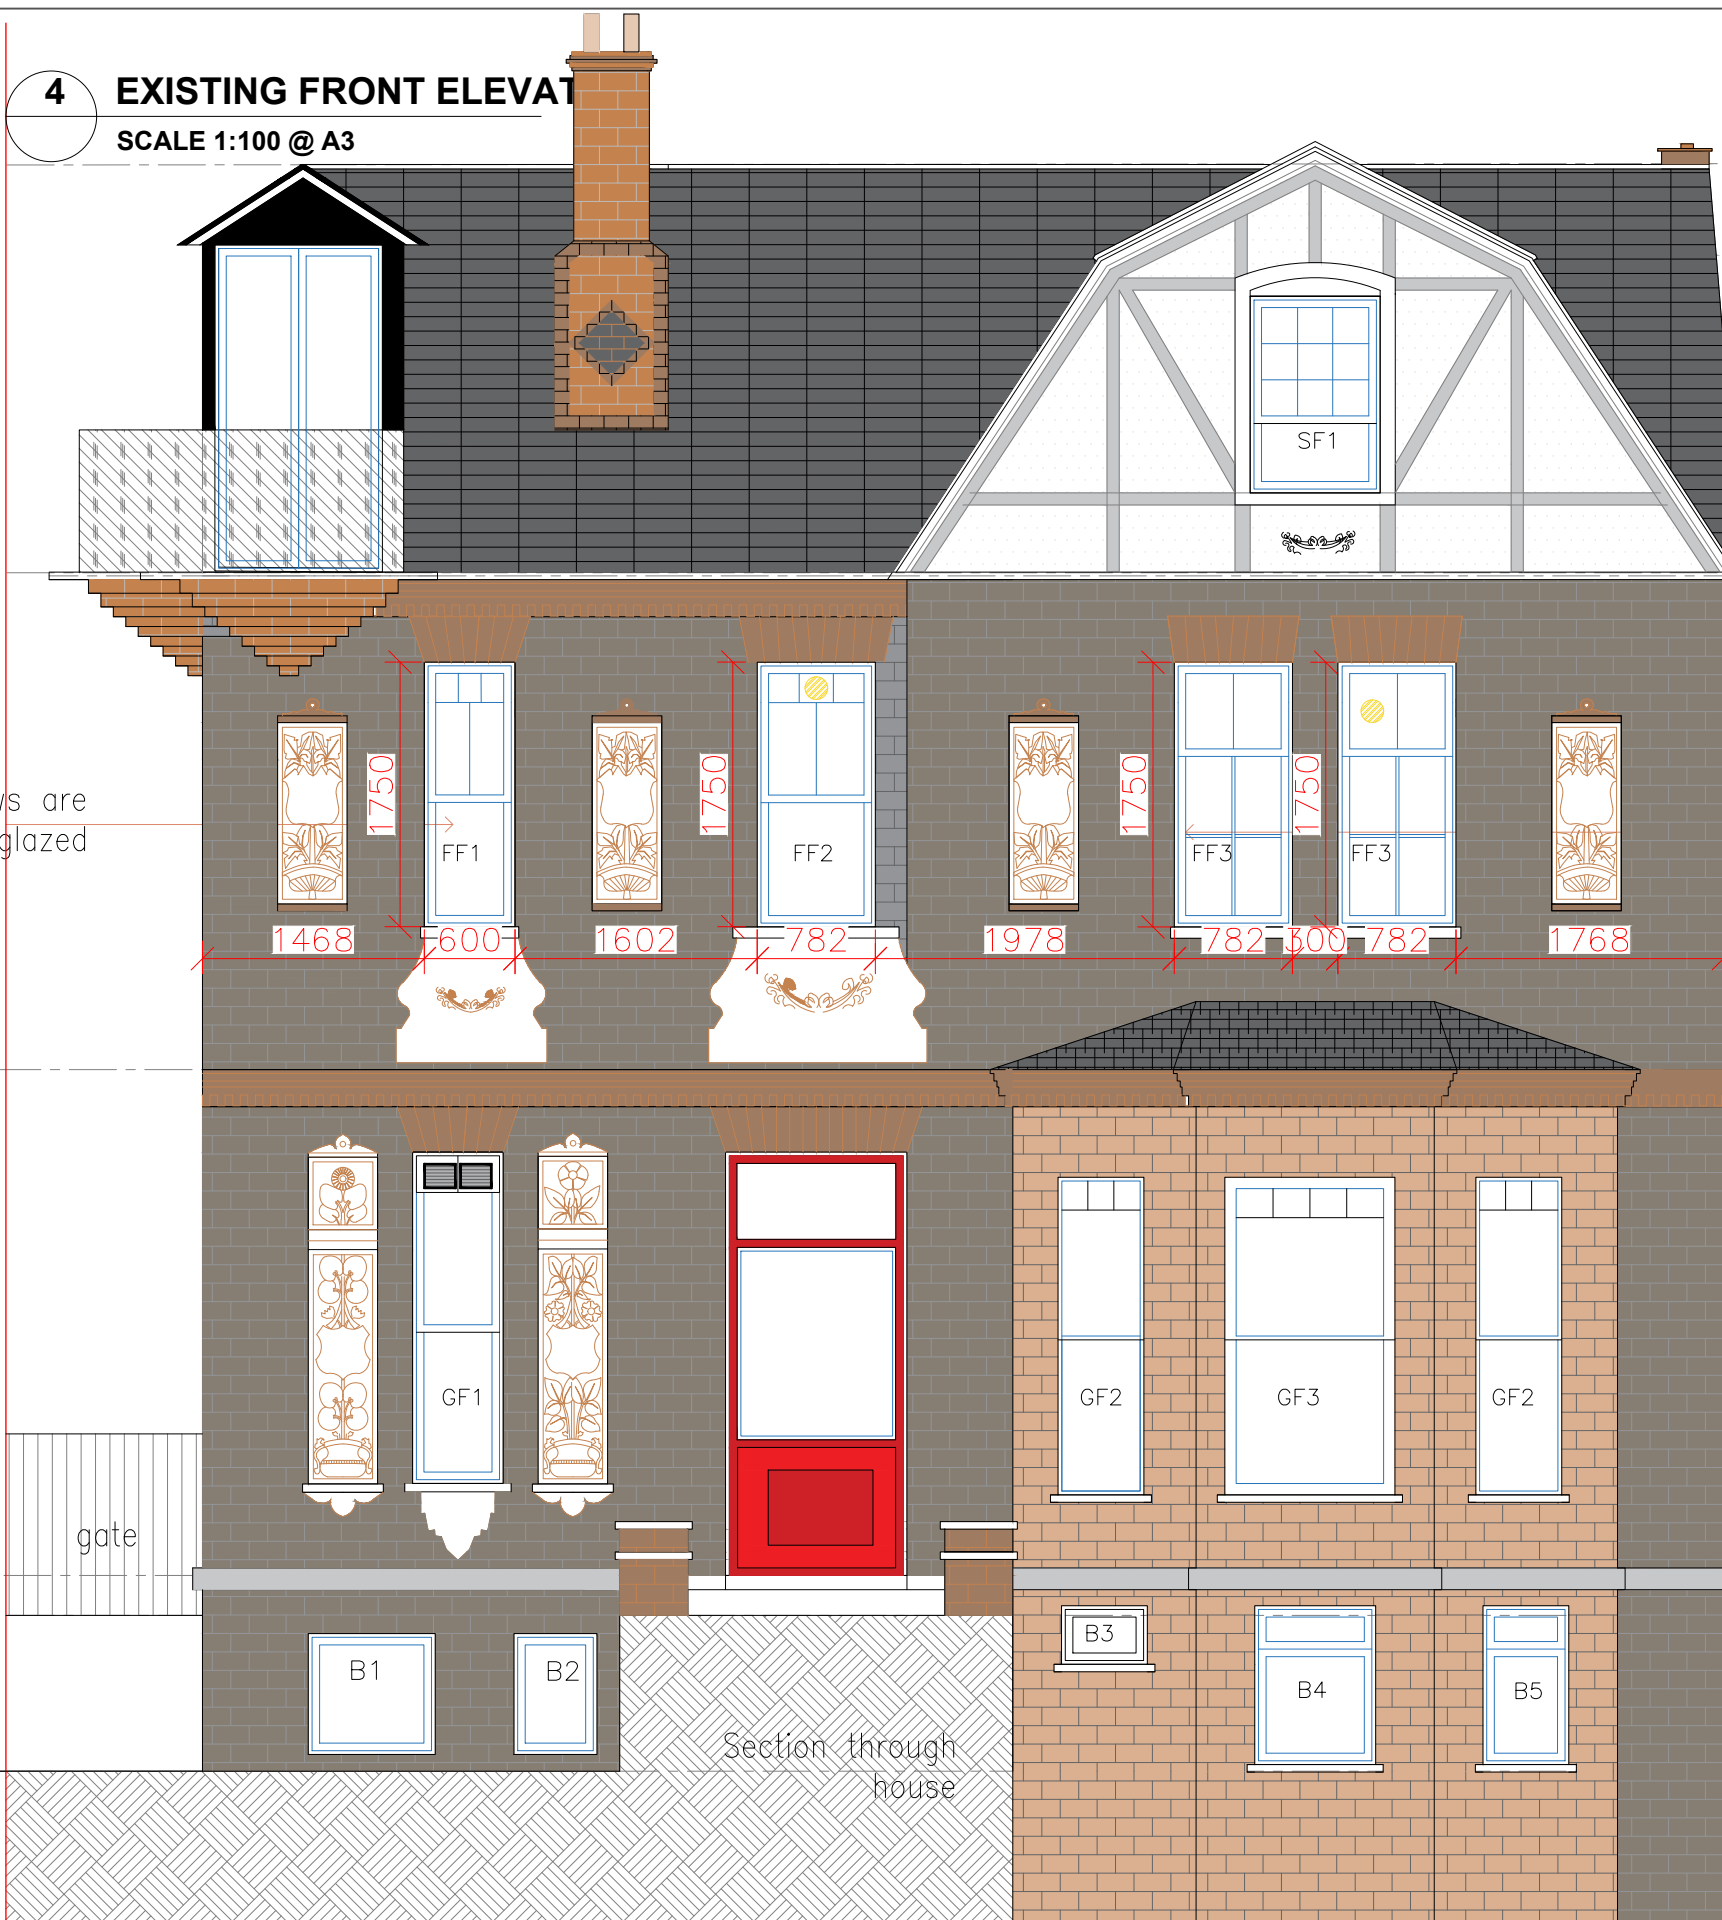 4
EXISTING FRONT ELEVAT
SCALE 1:100 @ A3
SF1
s are
glazed
1750
1750
1750
1750
FF1
FF2
FF3
FF3
1468
600
1602
782
1978
782
300
782
1768
GF1
GF2
GF3
GF2
gate
B1
B2
B3
B4
B5
Section through
house